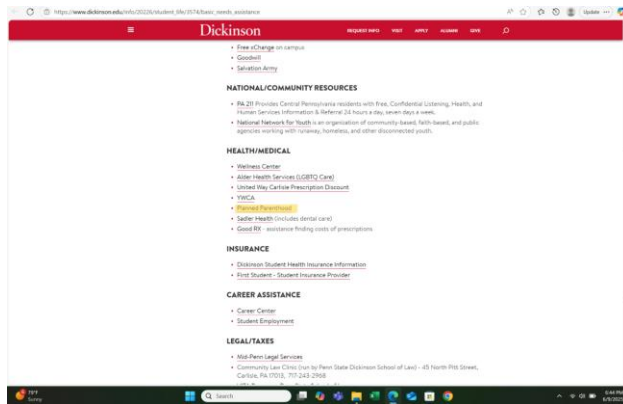 https://www.dickinson.edu/info/20226/student_life/3574/basic_needs_assistance
Update
Dickinson
REQUEST INFO VISIT APPLY ALUMNI GIVE
Free xChange on campus
Goodwill
Salvation Army
NATIONAL/COMMUNITY RESOURCES
PA 211 Provides Central Pennsylvania residents with free, Confidential Listening, Health, and
Human Services Information & Referral 24 hours a day, seven days a week.
National Network for Youth is an organization of community-based, faith-based, and public
agencies working with runaway, homeless, and other disconnected youth.
HEALTH/MEDICAL
Wellness Center
Alder Health Services (LGBTQ Care)
United Way Carlisle Prescription Discount
YWCA
Planned Parenthood
Sadler Health (includes dental care)
Good RX - assistance finding costs of prescriptions
INSURANCE
Dickinson Student Health Insurance Information
First Student - Student Insurance Provider
CAREER ASSISTANCE
Career Center
Student Employment
LEGAL/TAXES
Mid-Penn Legal Services
Community Law Clinic (run by Penn State Dickinson School of Law) - 45 North Pitt Street,
Carlisle, PA 17013, 717-243-2968
Sunny
Search
6:44 PM